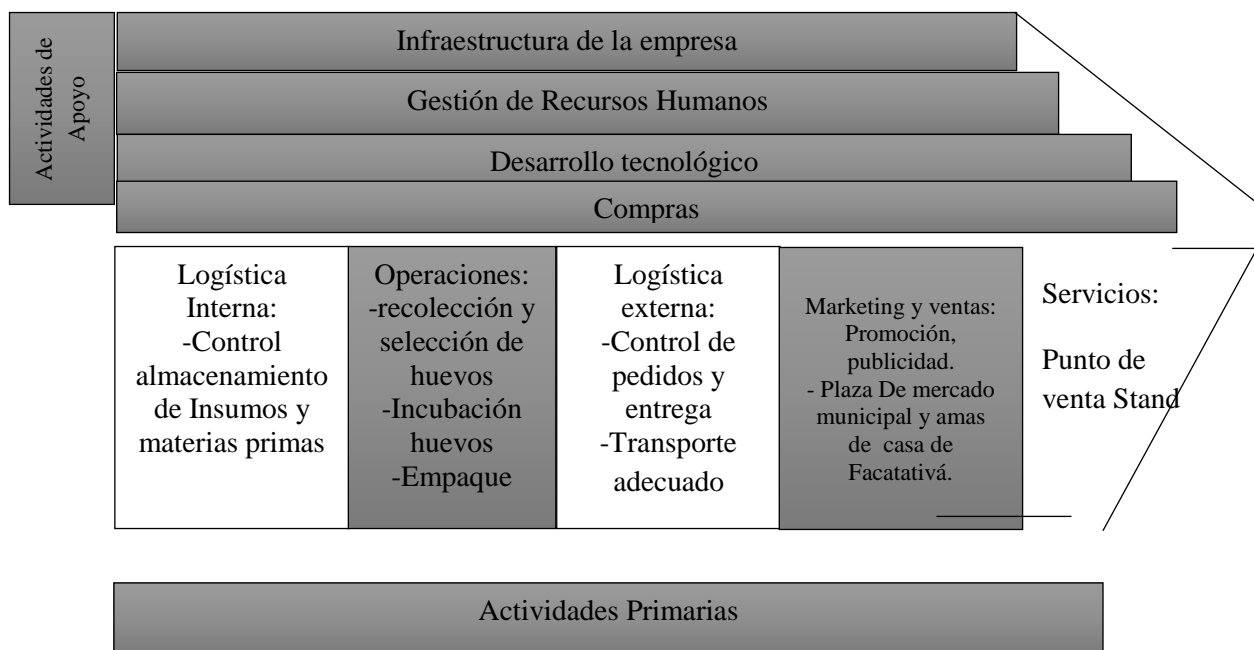 Actividades de
Apoyo
Infraestructura de la empresa
Gestión de Recursos Humanos
Desarrollo tecnológico
Compras
Logística
Interna:
-Control
almacenamiento
de Insumos y
materias primas
Operaciones:
-recolección y
selección de
huevos
-Incubación
huevos
-Empaque
Logística
externa:
-Control de
pedidos y
entrega
-Transporte
adecuado
Marketing y ventas:
Promoción,
publicidad.
- Plaza De mercado
municipal y amas
de casa de
Facatativá.
Servicios:
Punto de
venta Stand
Actividades Primarias